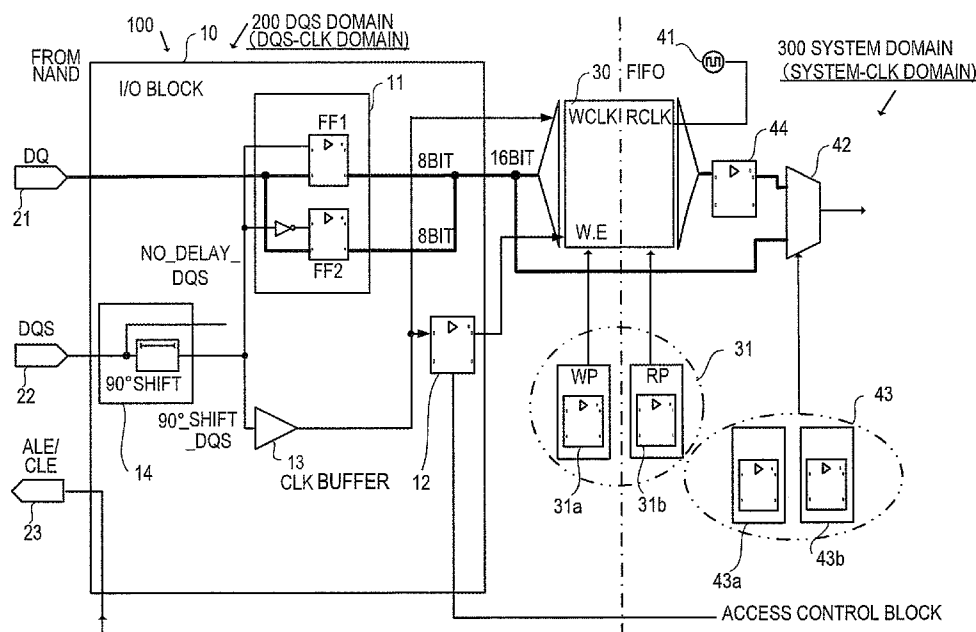 200 DQS DOMAIN
(DQS-CLK DOMAIN)
100
10
FROM
NAND
I/O BLOCK
11
FF1
DQ
21
8BIT
16BIT
8BIT
FF2
NO_DELAY_
DQS
DQS
22
90°SHIFT
14
90°_SHIFT
_DQS
13
CLK BUFFER
12
ALE/
CLE
23
30
FIFO
WCLK
RCLK
W.E
41
300 SYSTEM DOMAIN
(SYSTEM-CLK DOMAIN)
44
42
31
WP
RP
31a
31b
43
43a
43b
ACCESS CONTROL BLOCK